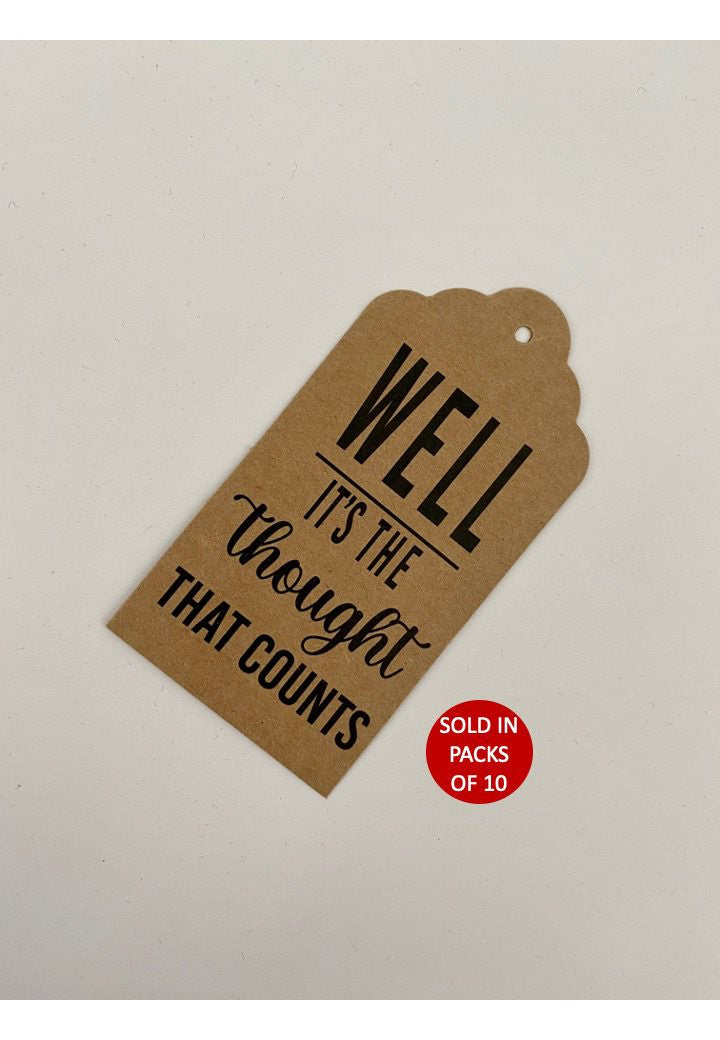 WELL
IT'S THE
thought
THAT COUNTS
SOLD IN
PACKS
OF 10